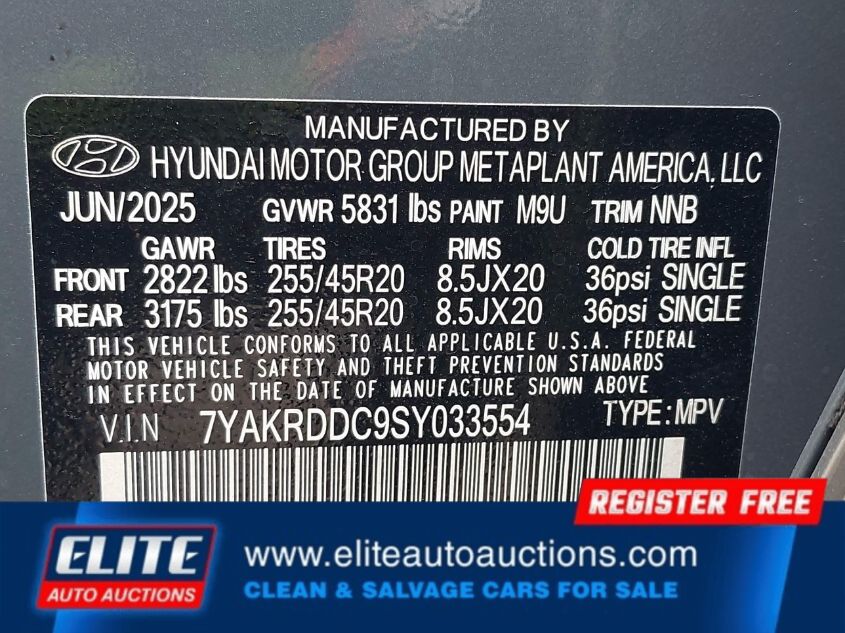 MANUFACTURED BY
HYUNDAI MOTOR GROUP METAPLANT AMERICA, LLC
JUN/2025 GVWR 5831 lbs PAINT M9U TRIM NNB
GAWR TIRES RIMS COLD TIRE INFL
FRONT 2822 lbs 255/45R20 8.5JX20 36psi SINGLE
REAR 3175 lbs 255/45R20 8.5JX20 36psi SINGLE
THIS VEHICLE CONFORMS TO ALL APPLICABLE U.S.A. FEDERAL
MOTOR VEHICLE SAFETY AND THEFT PREVENTION STANDARDS
IN EFFECT ON THE DATE OF MANUFACTURE SHOWN ABOVE
V.I.N 7YAKRDDC9SY033554 TYPE: MPV
REGISTER FREE
ELITE
AUTO AUCTIONS
www.eliteautoauctions.com
CLEAN & SALVAGE CARS FOR SALE